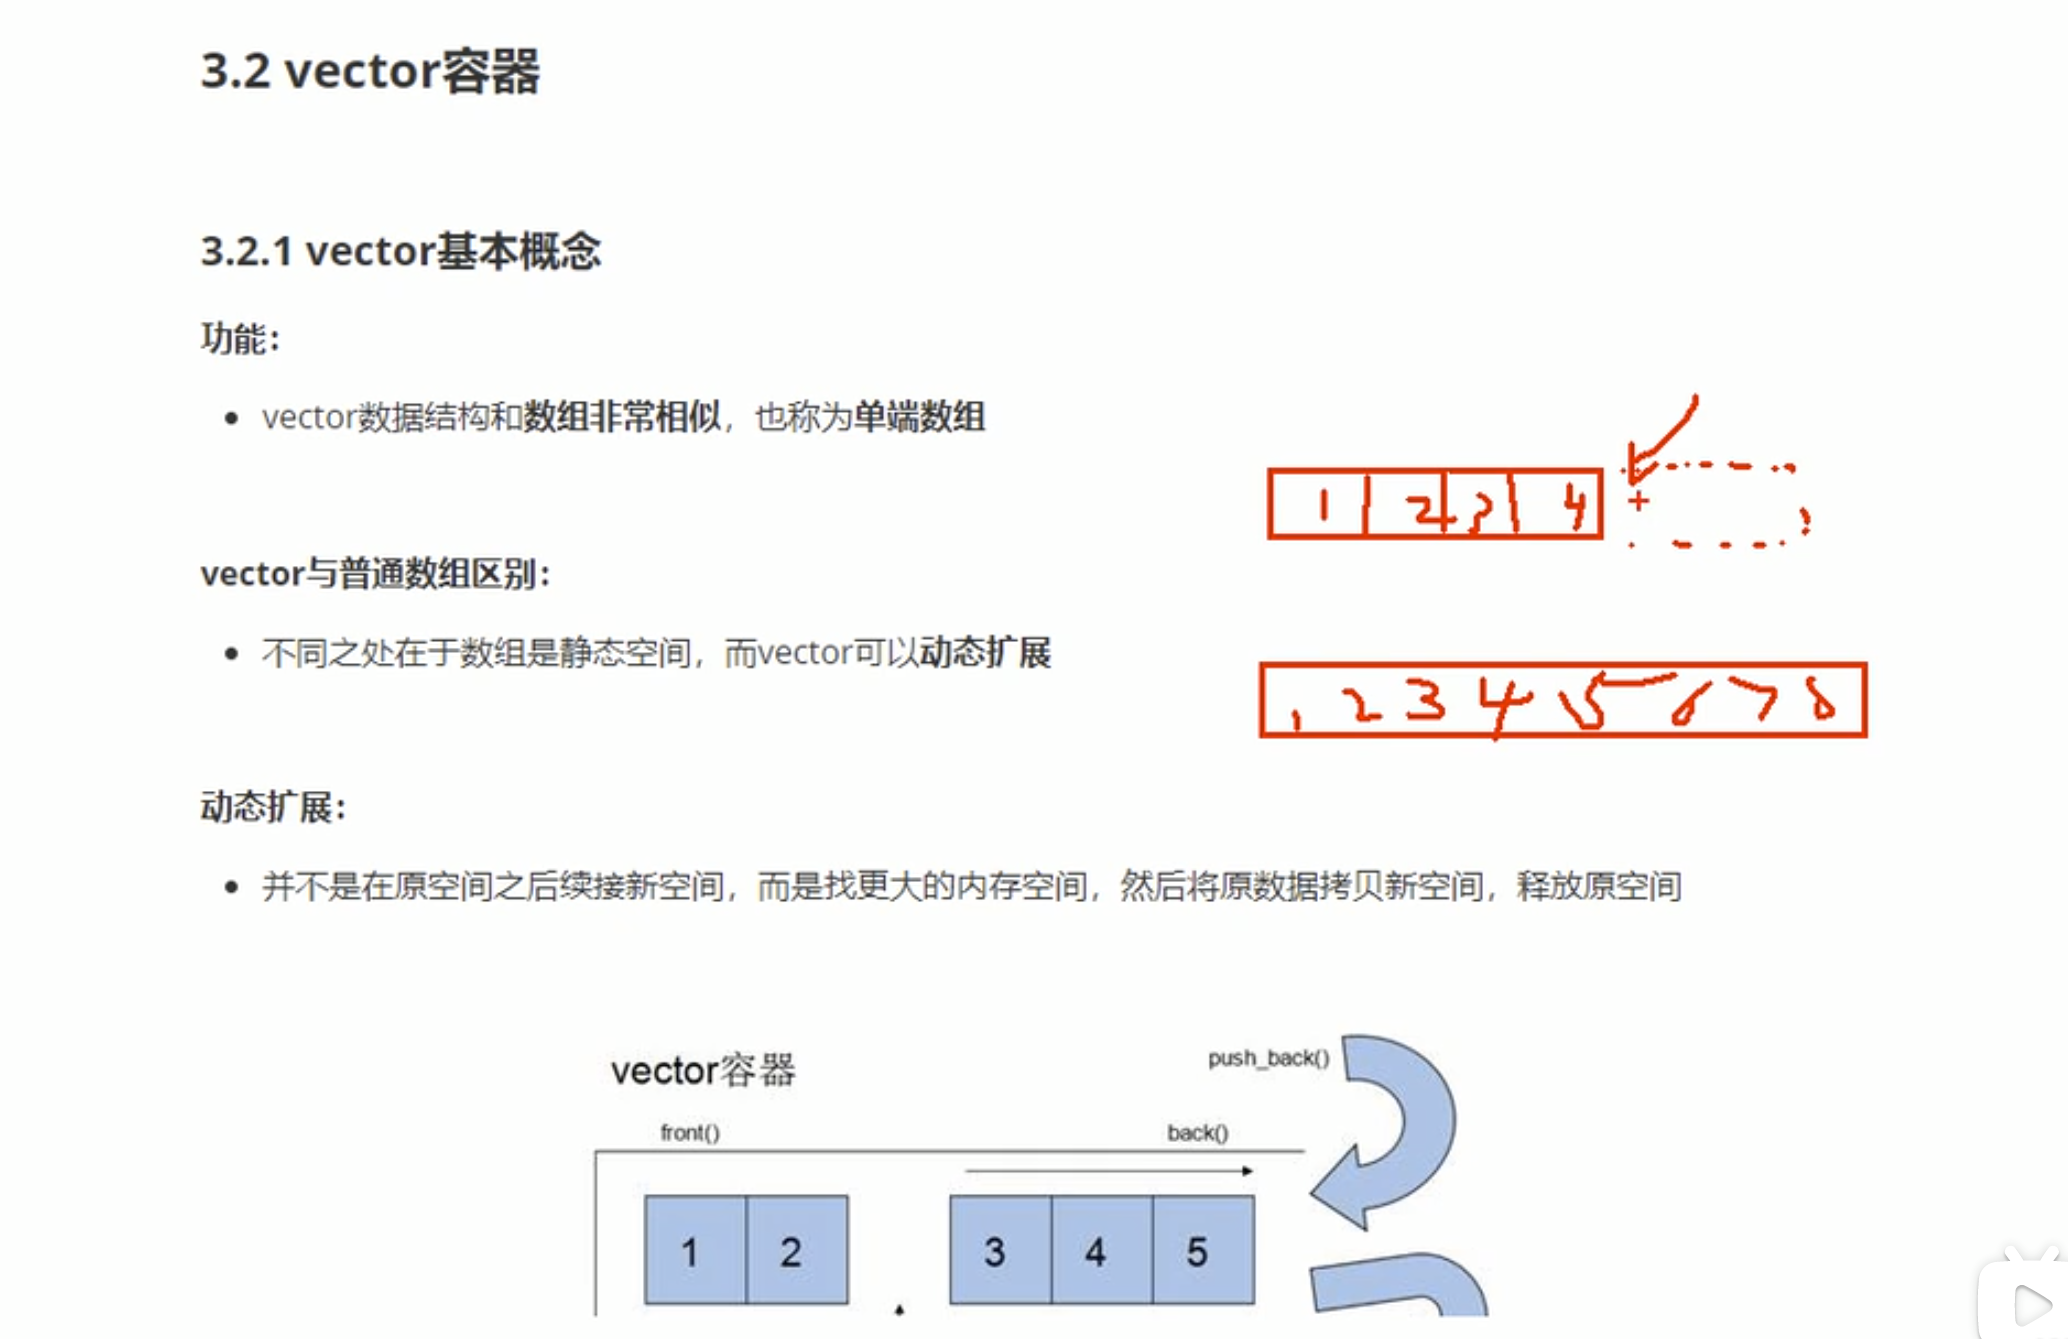 3.2 vector容器
3.2.1 vector基本概念
功能：
• vector数据结构和数组非常相似，也称为单端数组
1 2 3 4
+
vector与普通数组区别：
• 不同之处在于数组是静态空间，而vector可以动态扩展
1 2 3 4 5 6 7 8
动态扩展：
• 并不是在原空间之后续接新空间，而是找更大的内存空间，然后将原数据拷贝新空间，释放原空间
vector容器
push_back()
front() back()
1 2 3 4 5